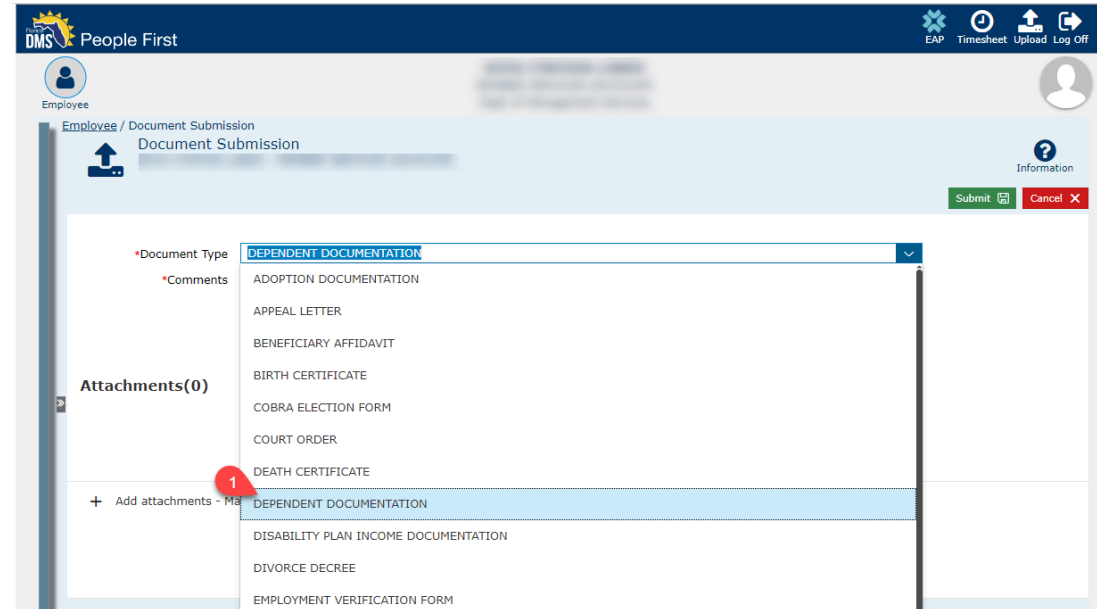 Florida
DMS People First
EAP Timesheet Upload Log Off
Employee
Employee / Document Submission
Document Submission
Information
Submit Cancel X
*Document Type DEPENDENT DOCUMENTATION
*Comments
ADOPTION DOCUMENTATION
APPEAL LETTER
BENEFICIARY AFFIDAVIT
BIRTH CERTIFICATE
Attachments(0)
COBRA ELECTION FORM
COURT ORDER
DEATH CERTIFICATE
1
+ Add attachments - Ma
DEPENDENT DOCUMENTATION
DISABILITY PLAN INCOME DOCUMENTATION
DIVORCE DECREE
EMPLOYMENT VERIFICATION FORM